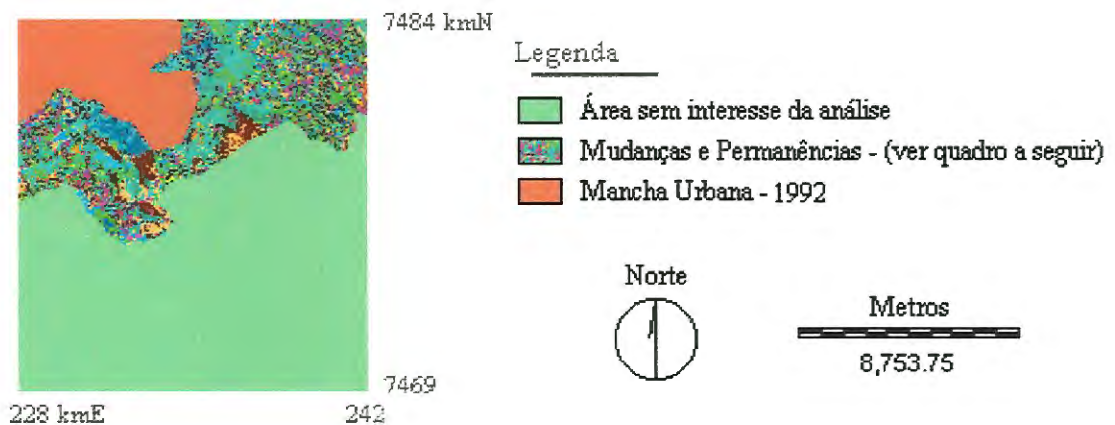 7484 kmN
Legenda
Área sem interesse da análise
Mudanças e Permanências - (ver quadro a seguir)
Mancha Urbana - 1992
Norte
Metros
8,753.75
7469
228 kmE 242